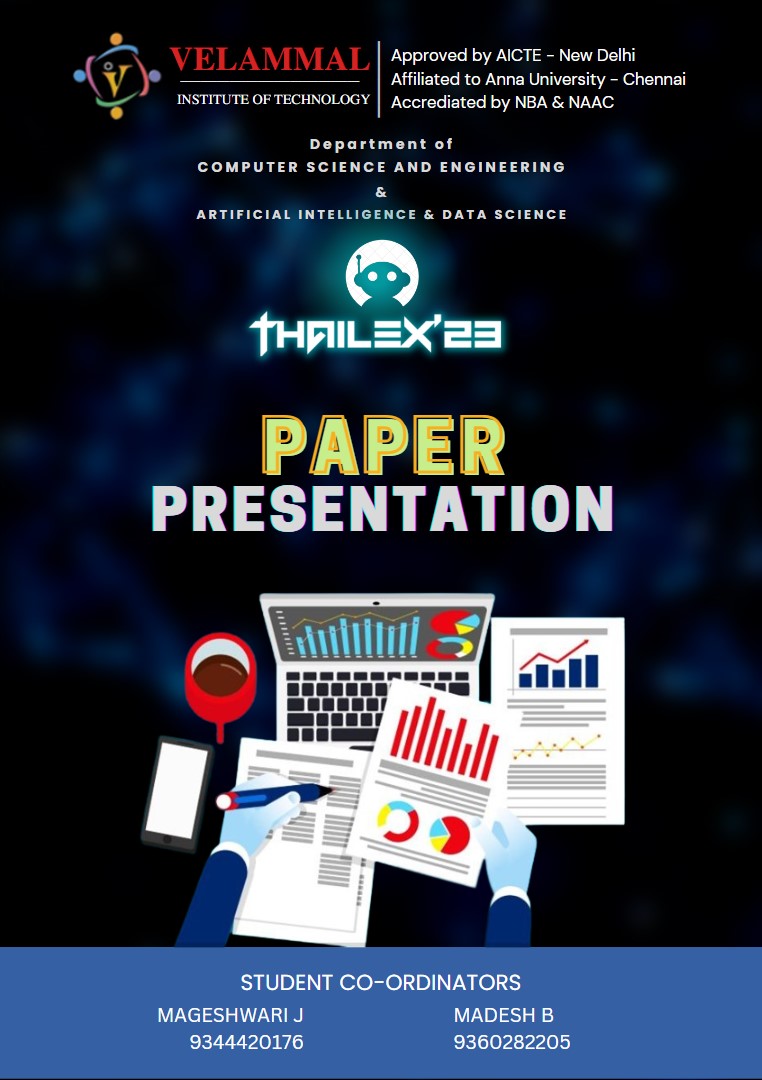 VELAMMAL
INSTITUTE OF TECHNOLOGY
Approved by AICTE - New Delhi
Affiliated to Anna University - Chennai
Accrediated by NBA & NAAC
Department of
COMPUTER SCIENCE AND ENGINEERING
&
ARTIFICIAL INTELLIGENCE & DATA SCIENCE
THAILEX'23
PAPER
PRESENTATION
STUDENT CO-ORDINATORS
MAGESHWARI J
9344420176
MADESH B
9360282205